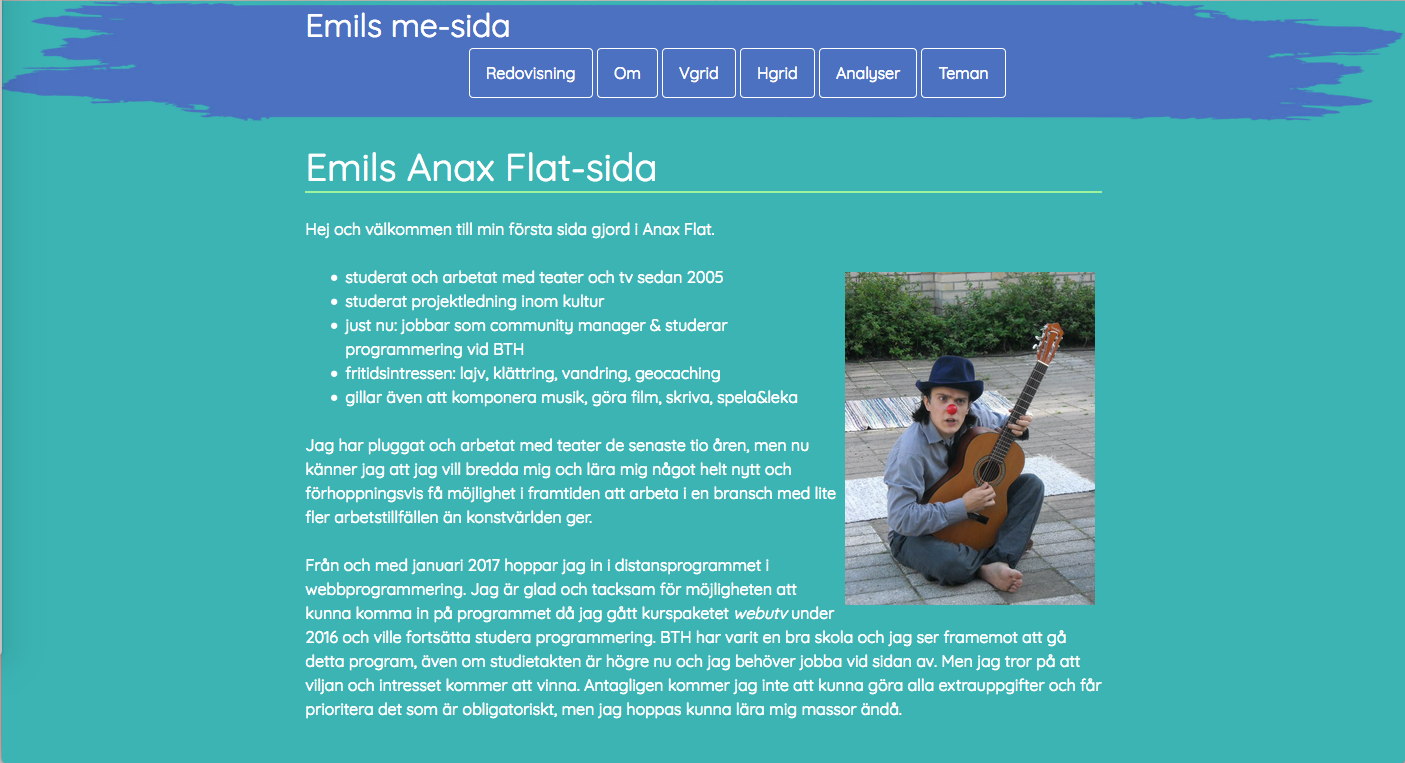 Emils me-sida
Redovisning Om Vgrid Hgrid Analyser Teman
Emils Anax Flat-sida
Hej och välkommen till min första sida gjord i Anax Flat.
studerat och arbetat med teater och tv sedan 2005
studerat projektledning inom kultur
just nu: jobbar som community manager & studerar
programmering vid BTH
fritidsintressen: lajv, klättring, vandring, geocaching
gillar även att komponera musik, göra film, skriva, spela&leka
Jag har pluggat och arbetat med teater de senaste tio åren, men nu
känner jag att jag vill bredda mig och lära mig något helt nytt och
förhoppningsvis få möjlighet i framtiden att arbeta i en bransch med lite
fler arbetstillfällen än konstvärlden ger.
Från och med januari 2017 hoppar jag in i distansprogrammet i
webbprogrammering. Jag är glad och tacksam för möjligheten att
kunna komma in på programmet då jag gått kurspaketet webutv under
2016 och ville fortsätta studera programmering. BTH har varit en bra skola och jag ser framemot att gå
detta program, även om studietakten är högre nu och jag behöver jobba vid sidan av. Men jag tror på att
viljan och intresset kommer att vinna. Antagligen kommer jag inte att kunna göra alla extrauppgifter och får
prioritera det som är obligatoriskt, men jag hoppas kunna lära mig massor ändå.